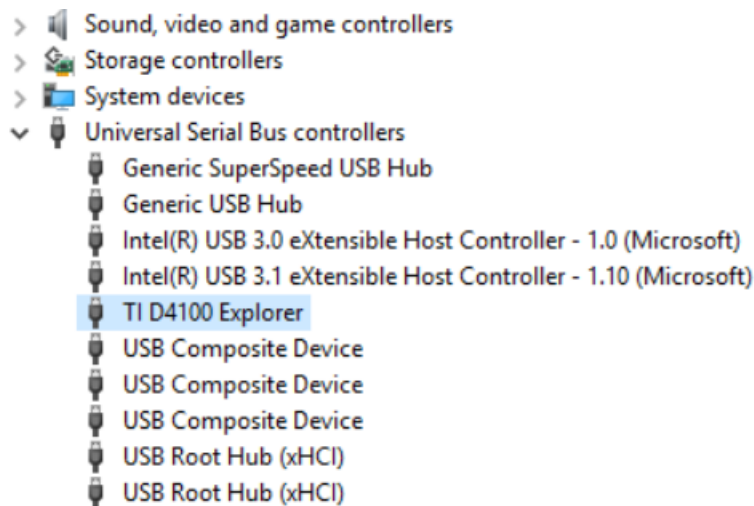 Sound, video and game controllers
Storage controllers
System devices
Universal Serial Bus controllers
Generic SuperSpeed USB Hub
Generic USB Hub
Intel(R) USB 3.0 eXtensible Host Controller - 1.0 (Microsoft)
Intel(R) USB 3.1 eXtensible Host Controller - 1.10 (Microsoft)
TI D4100 Explorer
USB Composite Device
USB Composite Device
USB Composite Device
USB Root Hub (xHCI)
USB Root Hub (xHCI)